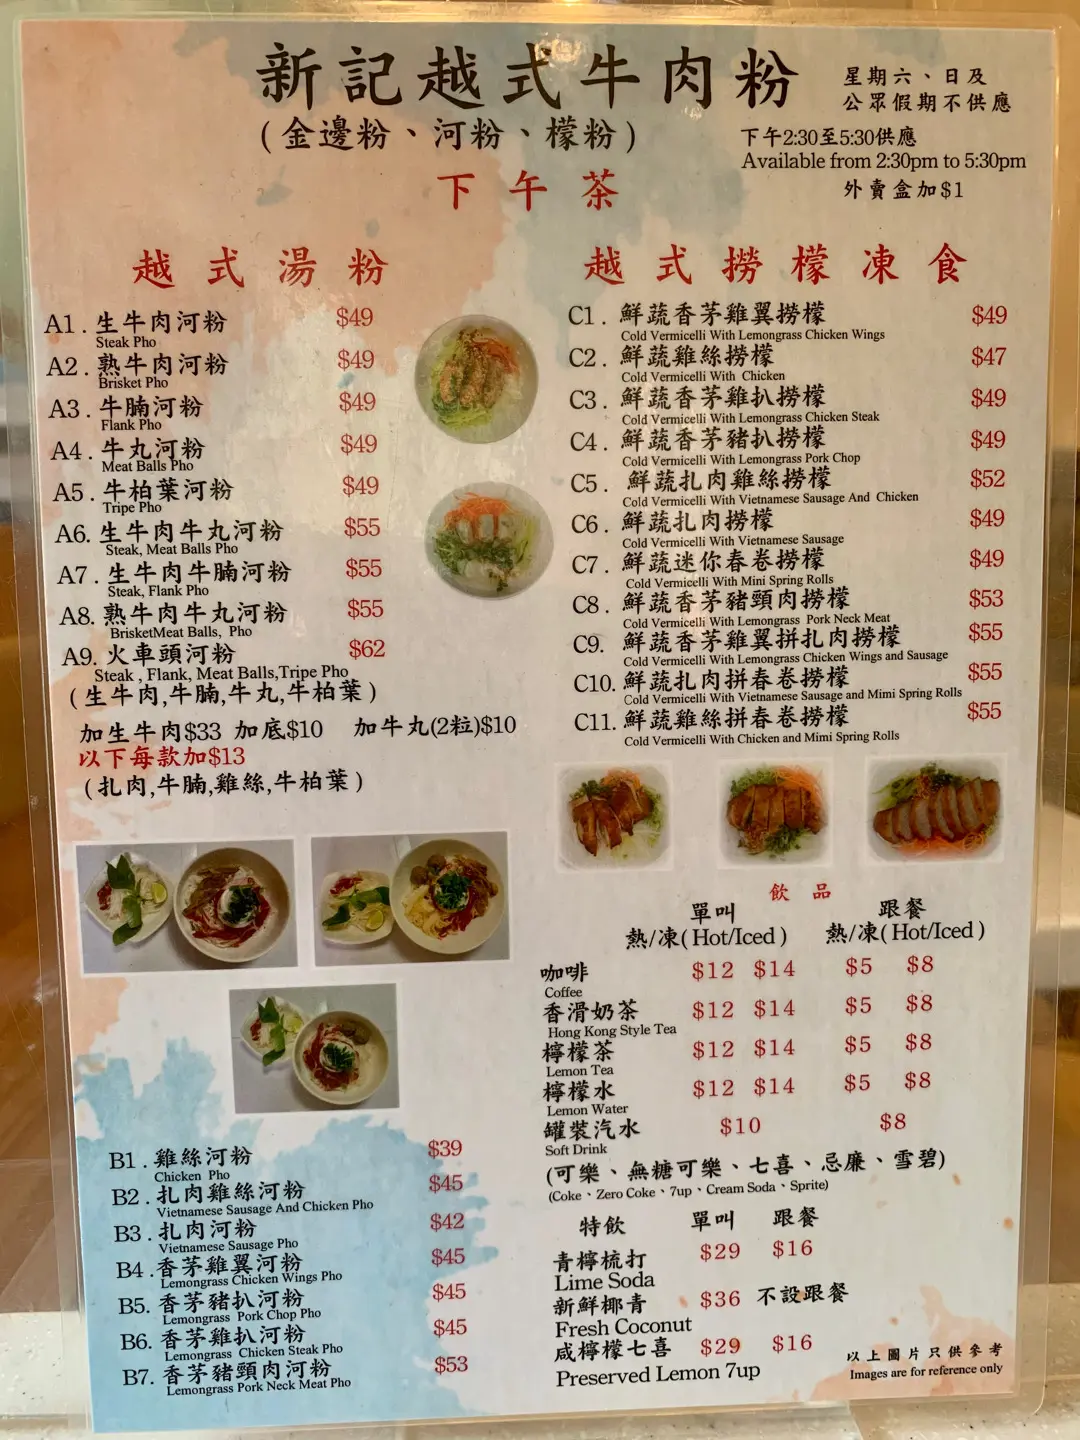 新記越式牛肉粉
(金邊粉、河粉、檬粉)
下午茶
星期六、日及
公眾假期不供應
下午2:30至5:30供應
Available from 2:30pm to 5:30pm
外賣盒加$1
越式湯粉
A1. 生牛肉河粉 $49
Steak Pho
A2. 熟牛肉河粉 $49
Brisket Pho
A3. 牛腩河粉 $49
Flank Pho
A4. 牛丸河粉 $49
Meat Balls Pho
A5. 牛柏葉河粉 $49
Tripe Pho
A6. 生牛肉牛丸河粉 $55
Steak, Meat Balls Pho
A7. 生牛肉牛腩河粉 $55
Steak, Flank Pho
A8. 熟牛肉牛丸河粉 $55
BrisketMeat Balls, Pho
A9. 火車頭河粉 $62
Steak , Flank, Meat Balls,Tripe Pho
(生牛肉,牛腩,牛丸,牛柏葉)
加生牛肉$33 加底$10 加牛丸(2粒)$10
以下每款加$13
(扎肉,牛腩,雞絲,牛柏葉)
B1. 雞絲河粉 $39
Chicken Pho
B2. 扎肉雞絲河粉 $45
Vietnamese Sausage And Chicken Pho
B3. 扎肉河粉 $42
Vietnamese Sausage Pho
B4. 香茅雞翼河粉 $45
Lemongrass Chicken Wings Pho
B5. 香茅豬扒河粉 $45
Lemongrass Pork Chop Pho
B6. 香茅雞扒河粉 $45
Lemongrass Chicken Steak Pho
B7. 香茅豬頸肉河粉 $53
Lemongrass Pork Neck Meat Pho
越式撈檬凍食
C1. 鮮蔬香茅雞翼撈檬 $49
Cold Vermicelli With Lemongrass Chicken Wings
C2. 鮮蔬雞絲撈檬 $47
Cold Vermicelli With Chicken
C3. 鮮蔬香茅雞扒撈檬 $49
Cold Vermicelli With Lemongrass Chicken Steak
C4. 鮮蔬香茅豬扒撈檬 $49
Cold Vermicelli With Lemongrass Pork Chop
C5. 鮮蔬扎肉雞絲撈檬 $52
Cold Vermicelli With Vietnamese Sausage And Chicken
C6. 鮮蔬扎肉撈檬 $49
Cold Vermicelli With Vietnamese Sausage
C7. 鮮蔬迷你春卷撈檬 $49
Cold Vermicelli With Mini Spring Rolls
C8. 鮮蔬香茅豬頸肉撈檬 $53
Cold Vermicelli With Lemongrass Pork Neck Meat
C9. 鮮蔬香茅雞翼拼扎肉撈檬 $55
Cold Vermicelli With Lemongrass Chicken Wings and Sausage
C10. 鮮蔬扎肉拼春卷撈檬 $55
Cold Vermicelli With Vietnamese Sausage and Mimi Spring Rolls
C11. 鮮蔬雞絲拼春卷撈檬 $55
Cold Vermicelli With Chicken and Mimi Spring Rolls
飲品
單叫 跟餐
熱/凍(Hot/Iced) 熱/凍(Hot/Iced)
咖啡 $12 $14 $5 $8
Coffee
香滑奶茶 $12 $14 $5 $8
Hong Kong Style Tea
檸檬茶 $12 $14 $5 $8
Lemon Tea
檸檬水 $12 $14 $5 $8
Lemon Water
罐裝汽水 $10 $8
Soft Drink
(可樂、無糖可樂、七喜、忌廉、雪碧)
(Coke、Zero Coke、7up、Cream Soda、Sprite)
特飲 單叫 跟餐
青檸梳打 $29 $16
Lime Soda
新鮮椰青 $36 不設跟餐
Fresh Coconut
咸檸檬七喜 $29 $16
Preserved Lemon 7up
以上圖片只供參考
Images are for reference only